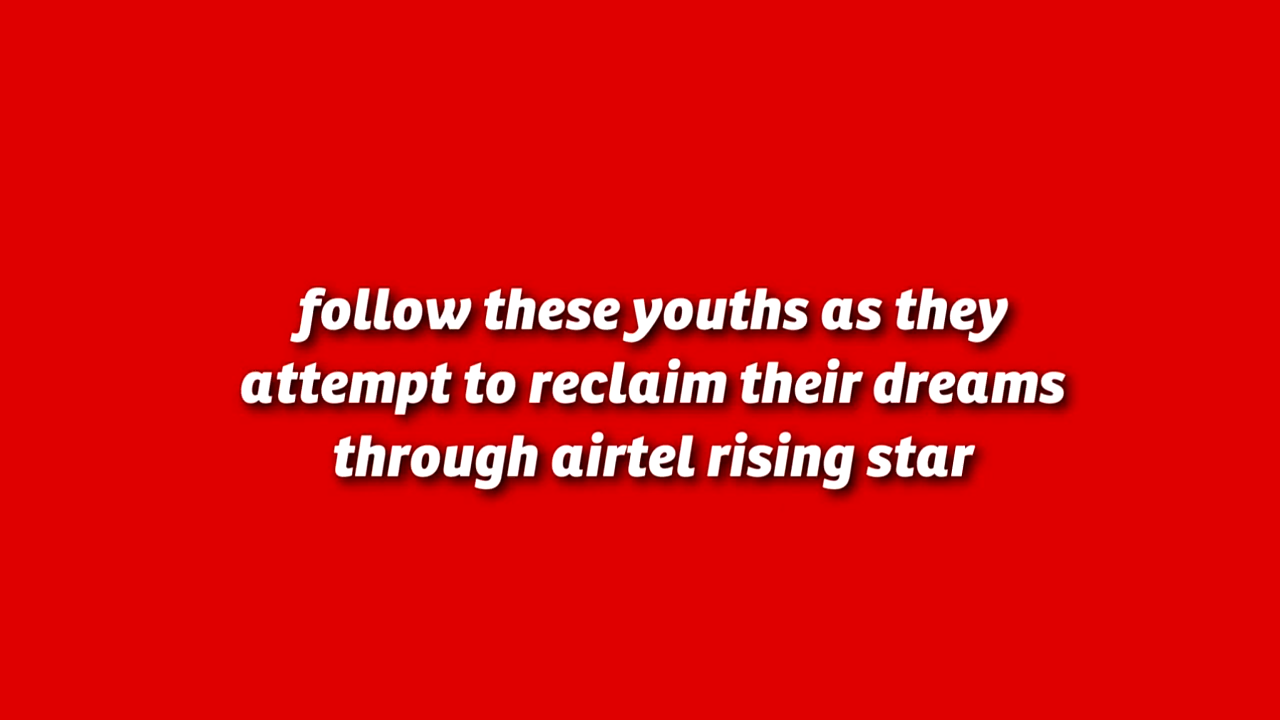 follow these youths as they
attempt to reclaim their dreams
through airtel rising star